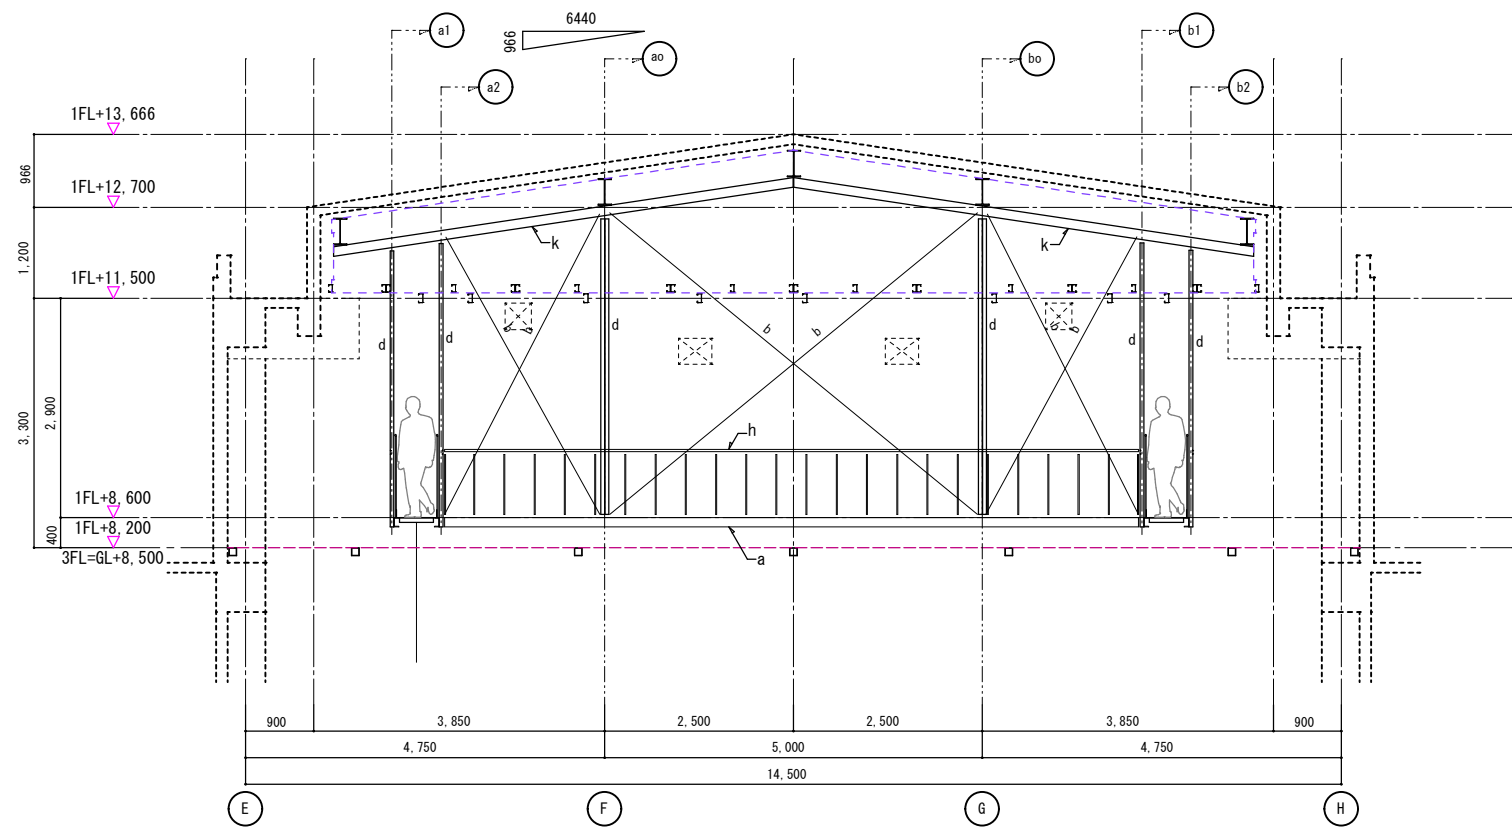 a1
6440
b1
966
ao
bo
a2
b2
1FL+13,666
966
1FL+12,700
1,200
k
k
1FL+11,500
d
d
b
b
d
b
b
d
b
b
d
d
3,300
2,900
h
1FL+8,600
1FL+8,200
400
3FL=GL+8,500
a
900
3,850
2,500
2,500
3,850
900
4,750
5,000
4,750
14,500
E
F
G
H